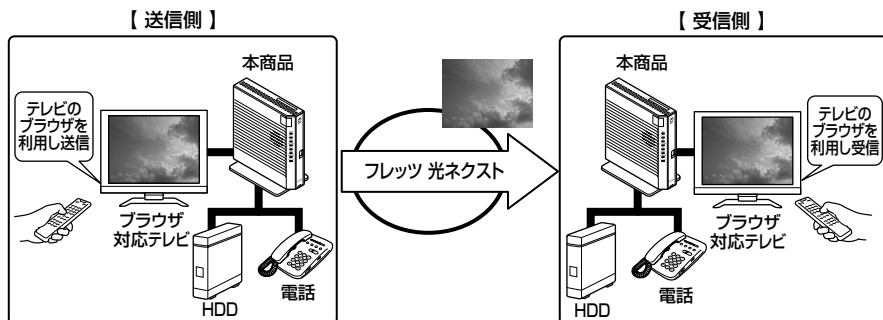 【 送信側 】
本商品
テレビの
ブラウザを
利用し送信
ブラウザ
対応テレビ
HDD
電話
フレッツ 光ネクスト
【 受信側 】
本商品
テレビの
ブラウザを
利用し受信
ブラウザ
対応テレビ
HDD
電話